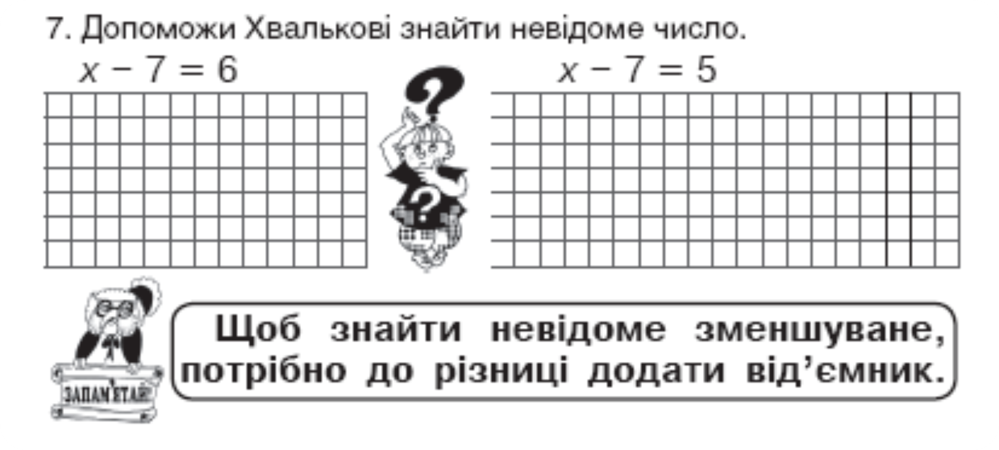 7. Допоможи Хвалькові знайти невідоме число.
x − 7 = 6
x − 7 = 5
?
?
Щоб знайти невідоме зменшуване,
потрібно до різниці додати від’ємник.
ЗАПАМ'ЯТАЙ!